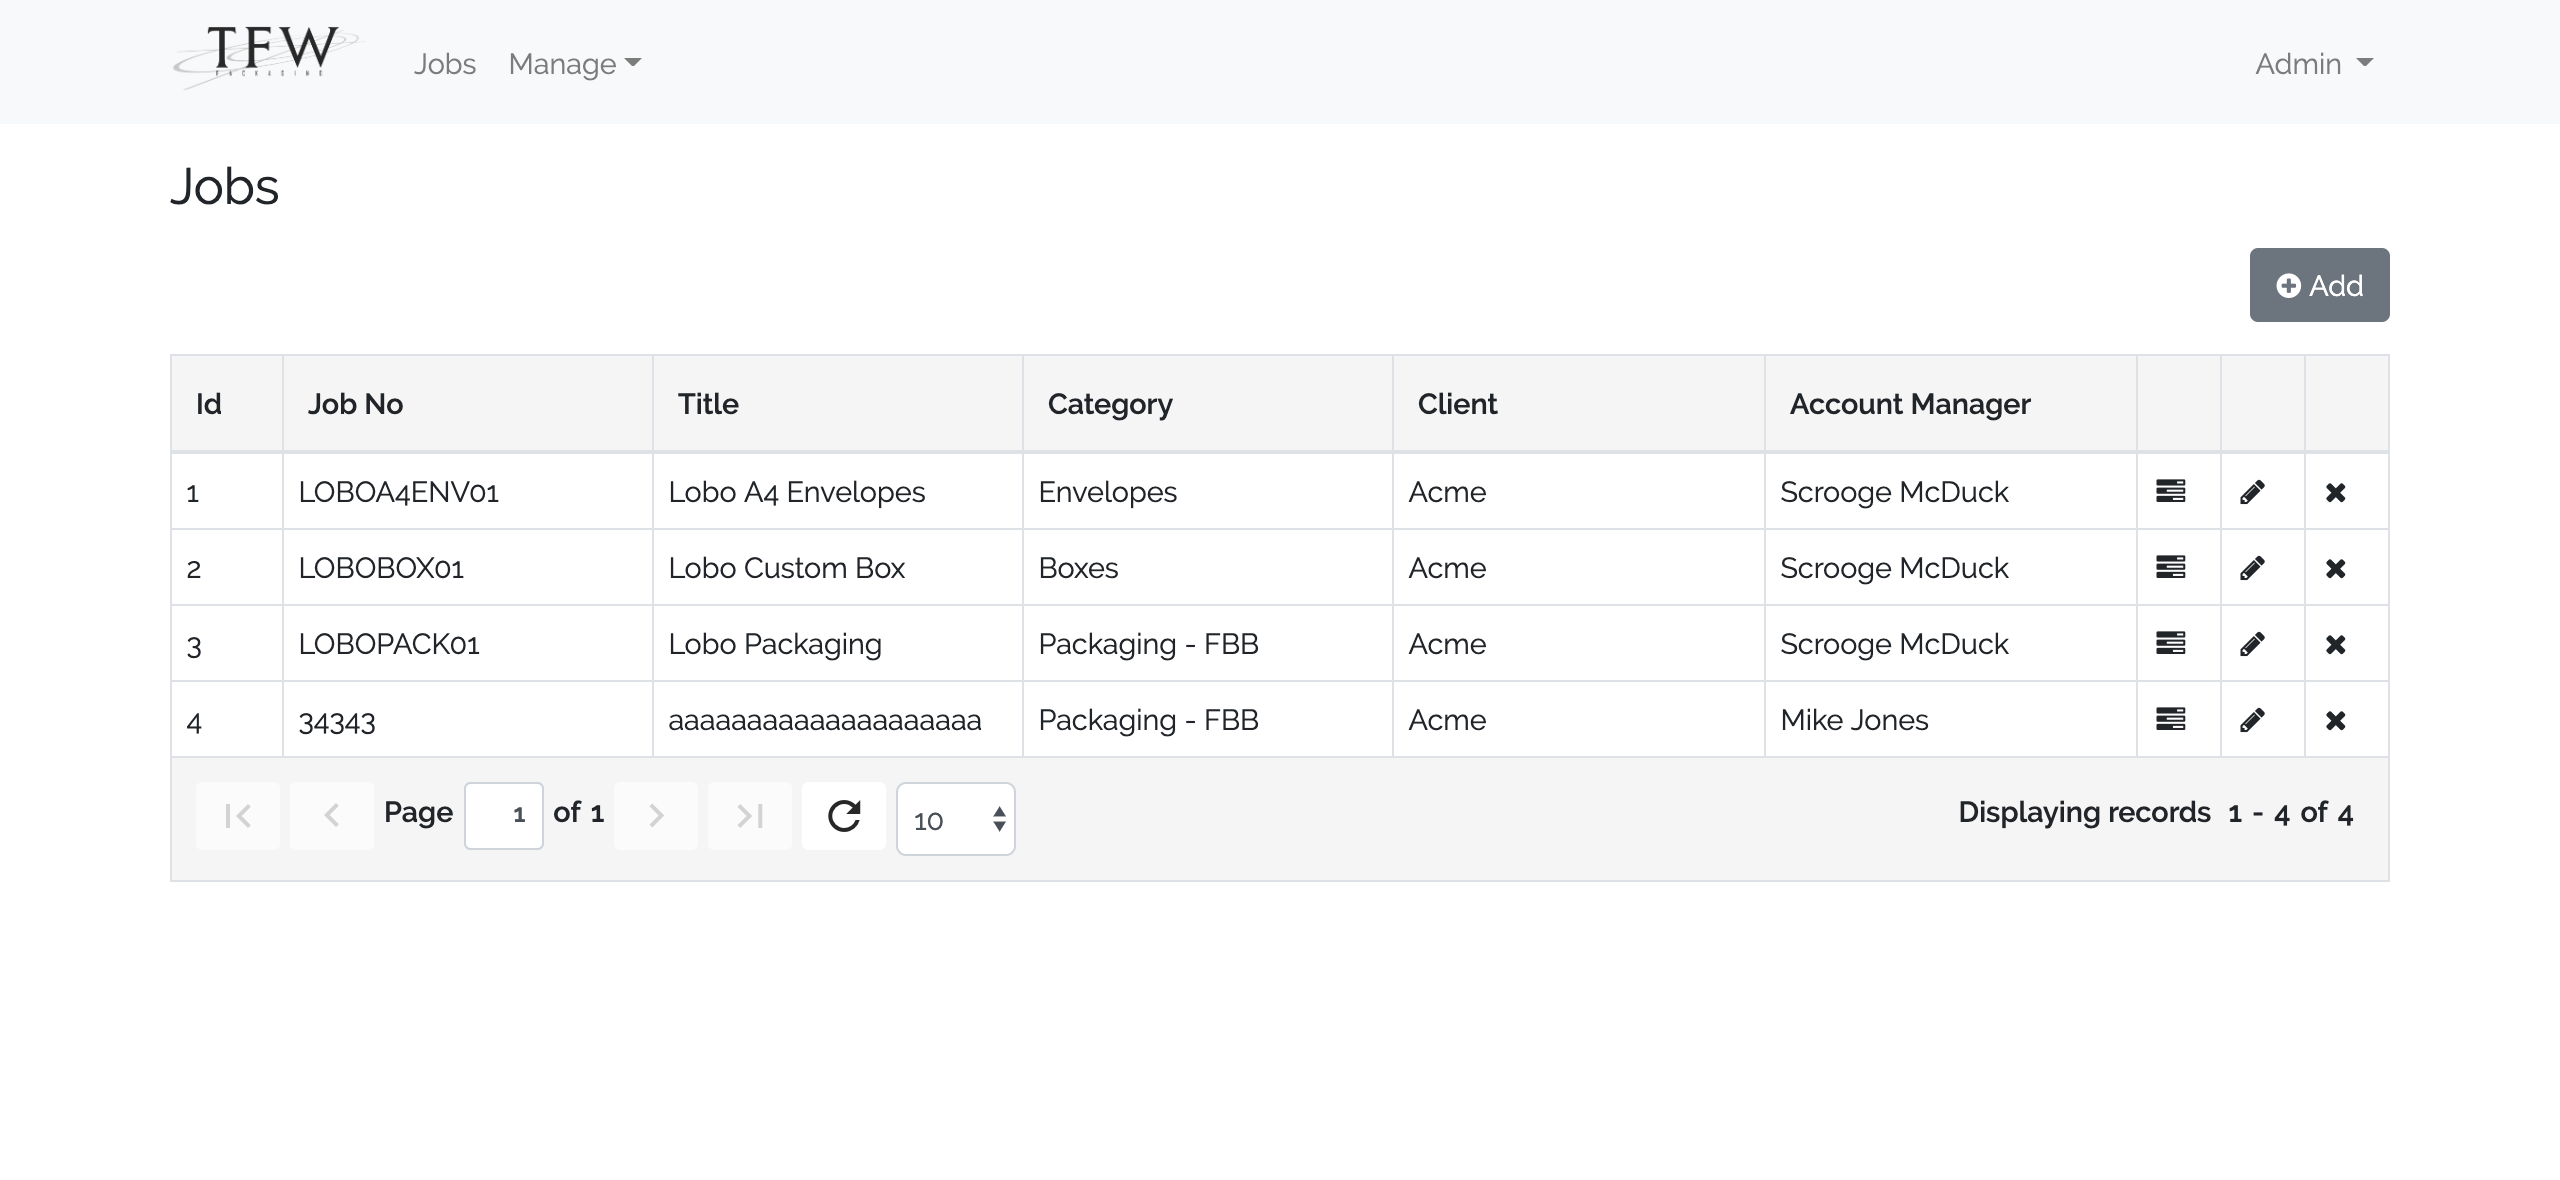 TFW
PACKAGING
Jobs Manage Admin
Jobs
Add
Id Job No Title Category Client Account Manager
1 LOBOA4ENV01 Lobo A4 Envelopes Envelopes Acme Scrooge McDuck
2 LOBOBOX01 Lobo Custom Box Boxes Acme Scrooge McDuck
3 LOBOPACK01 Lobo Packaging Packaging - FBB Acme Scrooge McDuck
4 34343 aaaaaaaaaaaaaaaaaaaa Packaging - FBB Acme Mike Jones
Page 1 of 1 10 Displaying records 1 - 4 of 4